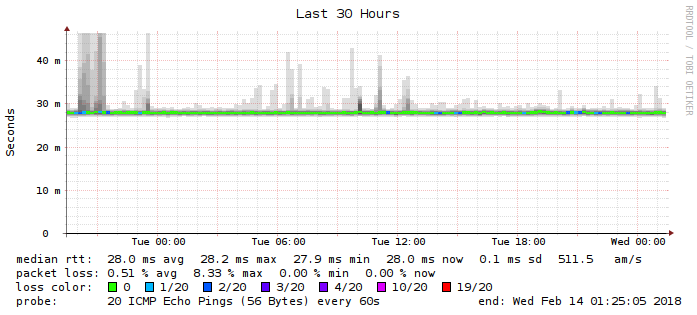 Last 30 Hours
RRDTOOL / TOBI OETIKER
Seconds
40 m
30 m
20 m
10 m
0
Tue 00:00 Tue 06:00 Tue 12:00 Tue 18:00 Wed 00:00
median rtt: 28.0 ms avg 28.2 ms max 27.9 ms min 28.0 ms now 0.1 ms sd 511.5 am/s
packet loss: 0.51 % avg 8.33 % max 0.00 % min 0.00 % now
loss color: 0 1/20 2/20 3/20 4/20 10/20 19/20
probe: 20 ICMP Echo Pings (56 Bytes) every 60s end: Wed Feb 14 01:25:05 2018